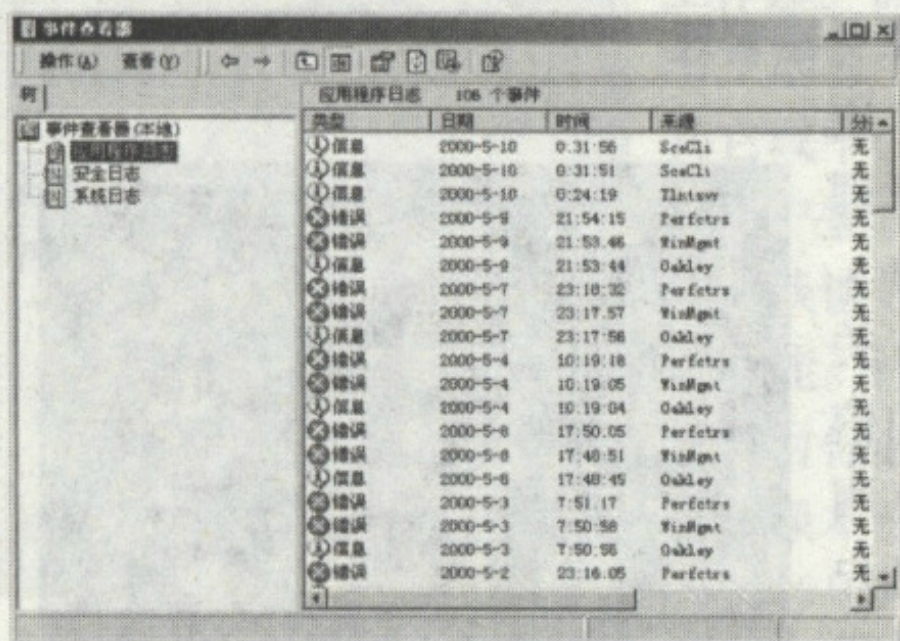 事件查看器
操作(A) 查看(Y)
树
应用程序日志 106 个事件
事件查看器(本地)
应用程序日志
安全日志
系统日志
类型 日期 时间 来源
信息 2000-5-10 0:31:56 SceCli 无
信息 2000-5-10 0:31:51 SceCli 无
信息 2000-5-10 0:24:19 Tlntsvr 无
错误 2000-5-9 21:54:15 Perfctrs 无
错误 2000-5-9 21:53:46 WinMgmt 无
信息 2000-5-9 21:53:44 Oakley 无
错误 2000-5-7 23:18:32 Perfctrs 无
错误 2000-5-7 23:17:57 WinMgmt 无
信息 2000-5-7 23:17:56 Oakley 无
错误 2000-5-4 10:19:18 Perfctrs 无
错误 2000-5-4 10:19:05 WinMgmt 无
信息 2000-5-4 10:19:04 Oakley 无
错误 17:50:05 Perfctrs 无
错误 17:48:51 WinMgmt 无
信息 17:48:45 Oakley 无
错误 2000-5-3 7:51:17 Perfctrs 无
错误 2000-5-3 7:50:58 WinMgmt 无
信息 2000-5-3 7:50:56 Oakley 无
错误 2000-5-2 23:16:05 Perfctrs 无